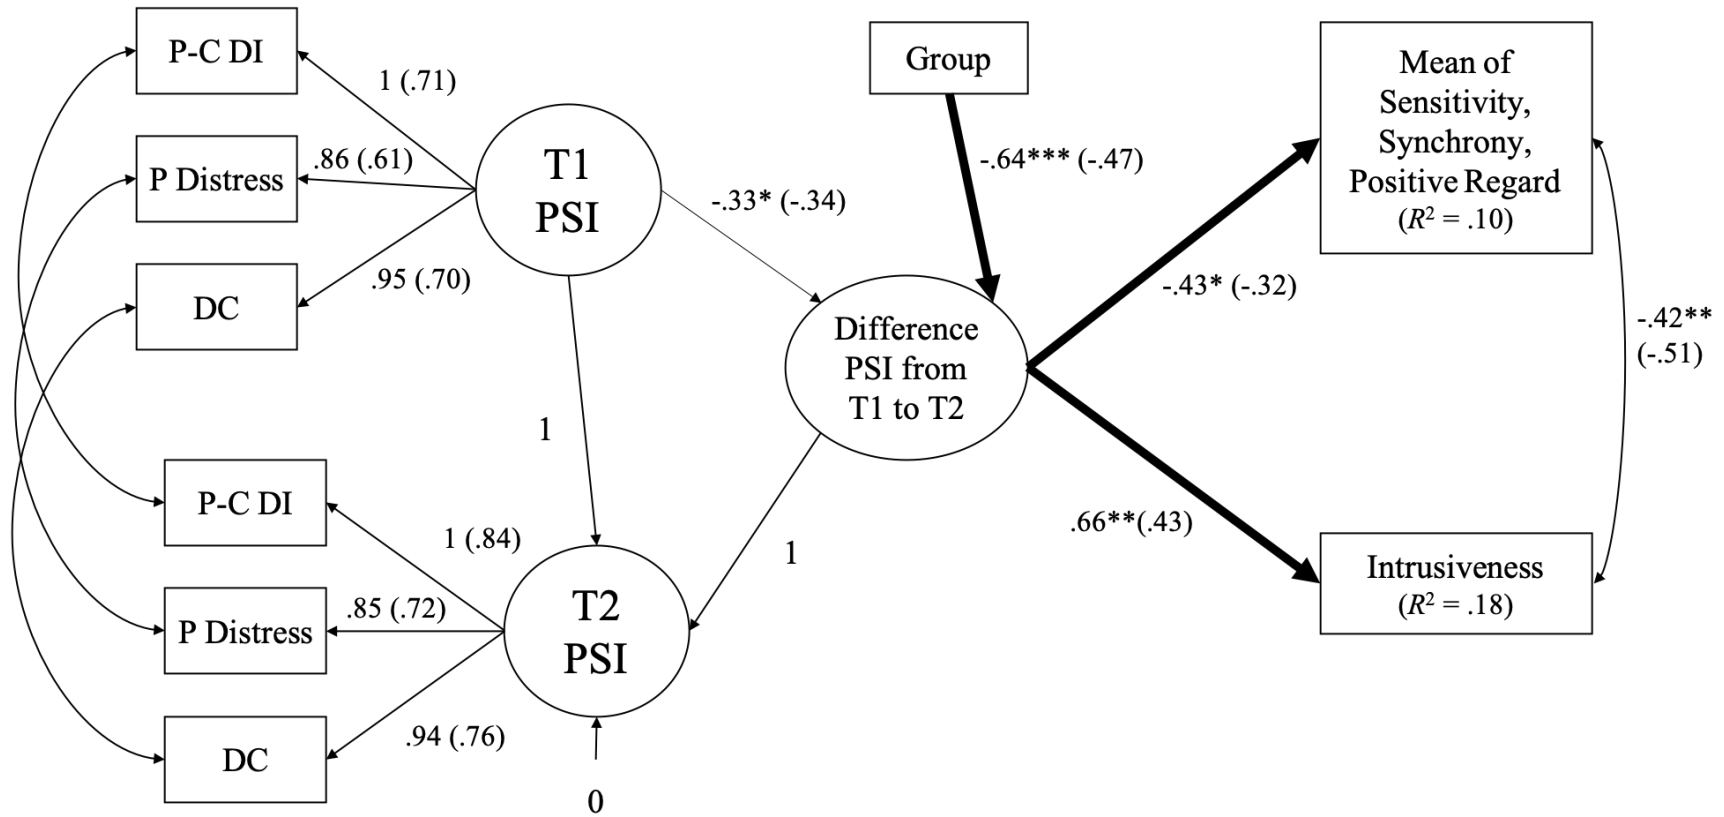 P-C DI
1 (.71)
P Distress
.86 (.61)
DC
.95 (.70)
T1
PSI
-.33* (-.34)
Group
-.64*** (-.47)
Mean of
Sensitivity,
Synchrony,
Positive Regard
(R² = .10)
-.43* (-.32)
-.42**
(-.51)
Difference
PSI from
T1 to T2
1
1
.66**(.43)
Intrusiveness
(R² = .18)
P-C DI
1 (.84)
P Distress
.85 (.72)
DC
.94 (.76)
T2
PSI
0